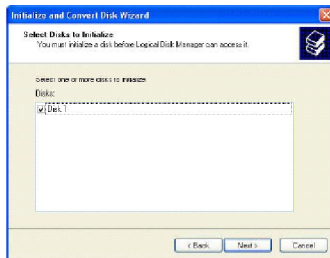 Initialize and Convert Disk Wizard
Select Disks to Initialize
You must initialize a disk before Logical Disk Manager can access it.
Select one or more disks to initialize
Disks:
Disk 1
< Back
Next >
Cancel